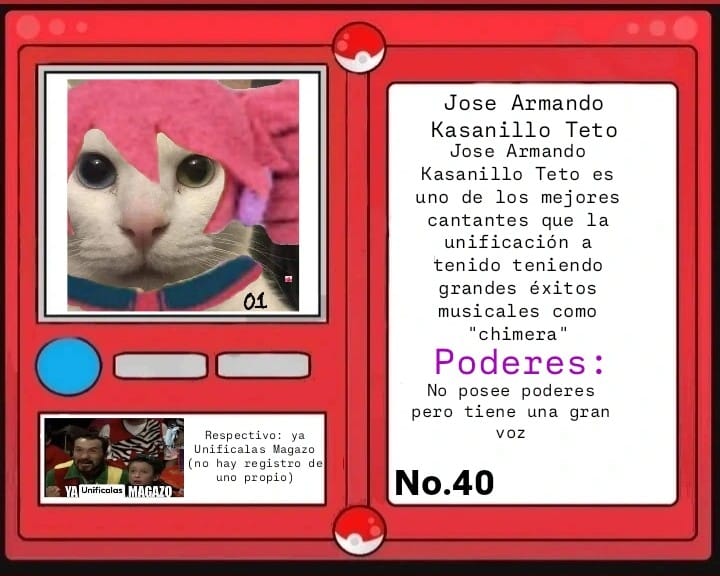 Jose Armando
Kasanillo Teto
Jose Armando
Kasanillo Teto es
uno de los mejores
cantantes que la
unificación a
tenido teniendo
grandes éxitos
musicales como
"chimera"
Poderes:
No posee poderes
pero tiene una gran
voz
No.40
01
Respectivo: ya
Unificalas Magazo
(no hay registro de
uno propio)
YA Unificalas MAGAZO